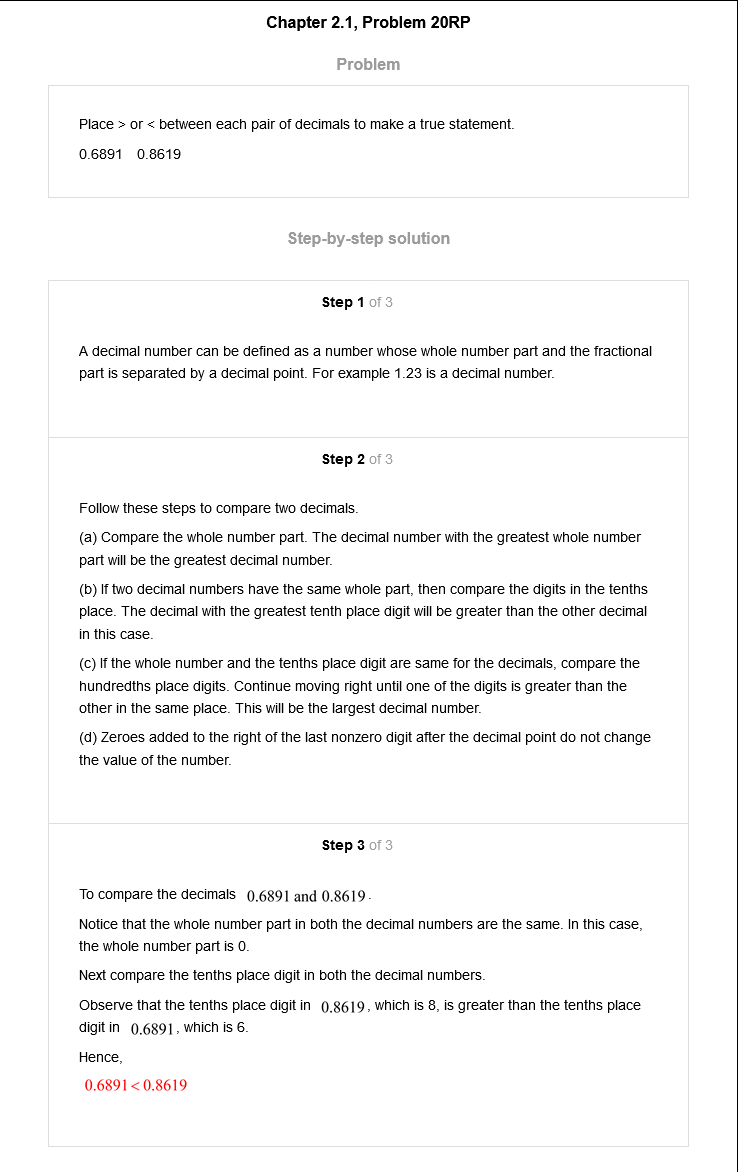 Chapter 2.1, Problem 20RP
Problem
Place > or < between each pair of decimals to make a true statement.
0.6891 0.8619
Step-by-step solution
Step 1 of 3
A decimal number can be defined as a number whose whole number part and the fractional
part is separated by a decimal point. For example 1.23 is a decimal number.
Step 2 of 3
Follow these steps to compare two decimals.
(a) Compare the whole number part. The decimal number with the greatest whole number
part will be the greatest decimal number.
(b) If two decimal numbers have the same whole part, then compare the digits in the tenths
place. The decimal with the greatest tenth place digit will be greater than the other decimal
in this case.
(c) If the whole number and the tenths place digit are same for the decimals, compare the
hundredths place digits. Continue moving right until one of the digits is greater than the
other in the same place. This will be the largest decimal number.
(d) Zeroes added to the right of the last nonzero digit after the decimal point do not change
the value of the number.
Step 3 of 3
To compare the decimals 0.6891 and 0.8619.
Notice that the whole number part in both the decimal numbers are the same. In this case,
the whole number part is 0.
Next compare the tenths place digit in both the decimal numbers.
Observe that the tenths place digit in 0.8619, which is 8, is greater than the tenths place
digit in 0.6891, which is 6.
Hence,
0.6891 < 0.8619